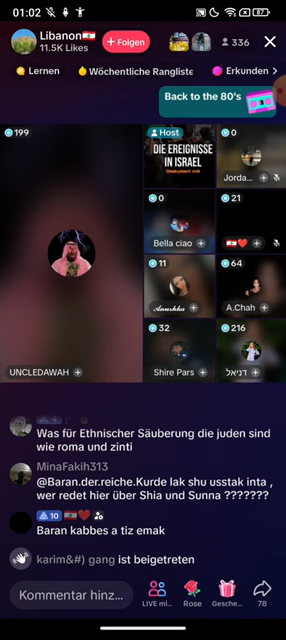 01:02
87
Libanon🇱🇧
11.5K Likes
+ Folgen
336
Lernen
Wöchentliche Rangliste
Erkunden
Back to the 80's
199
Host
DIE EREIGNISSE
IN ISRAEL
Diskutiert mit
0
Jorda...
0
Bella ciao
21
🇱🇧❤️
11
Anushka
64
A.Chah
32
Shire Pars
216
דניאל
UNCLEDAWAH
Was für Ethnischer Säuberung die juden sind
wie roma und zinti
MinaFakih313
@Baran.der.reiche.Kurde lak shu usstak inta ,
wer redet hier über Shia und Sunna ???????
10 🇱🇧❤️
Baran kabbes a tiz emak
karim&#) gang ist beigetreten
Kommentar hinz...
LIVE mi...
Rose
Gesche...
78